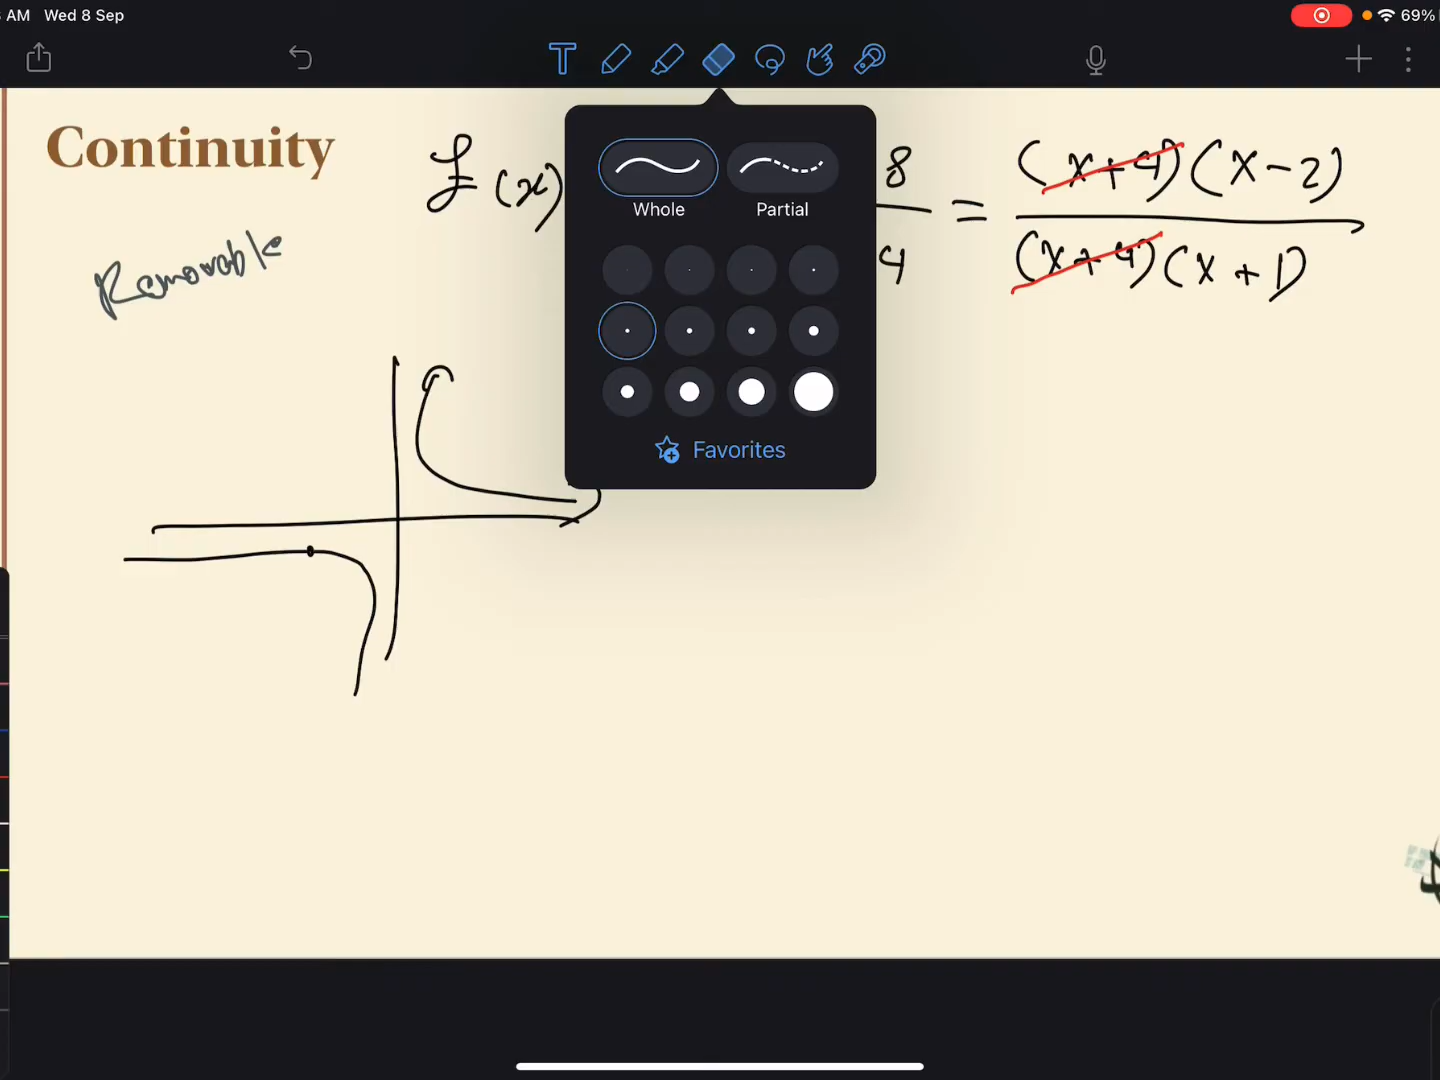 AM Wed 8 Sep
69%
Continuity
f(x) 8/4 = (x+4)(x-2)/(x+4)(x+1)
Removable
Whole
Partial
Favorites